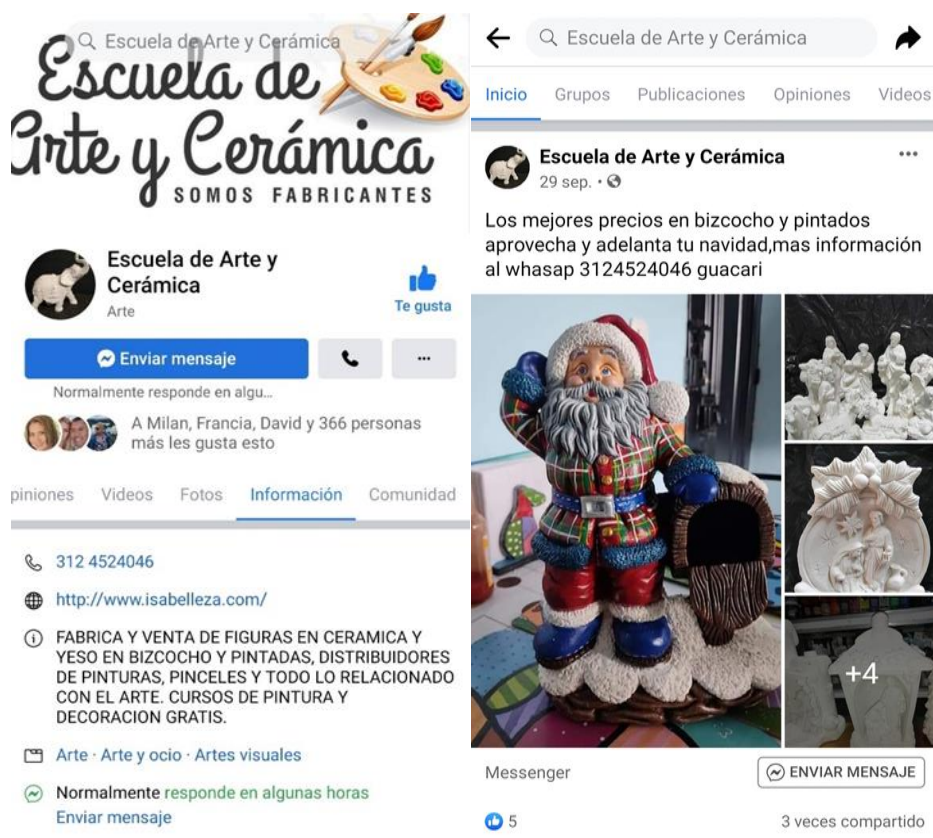 Escuela de Arte y Cerámica
Escuela de
Arte y Cerámica
SOMOS FABRICANTES
Escuela de Arte y
Cerámica
Arte
Te gusta
Enviar mensaje
Normalmente responde en algu...
A Milan, Francia, David y 366 personas
más les gusta esto
piniones Videos Fotos Información Comunidad
312 4524046
http://www.isabelleza.com/
FABRICA Y VENTA DE FIGURAS EN CERAMICA Y
YESO EN BIZCOCHO Y PINTADAS, DISTRIBUIDORES
DE PINTURAS, PINCELES Y TODO LO RELACIONADO
CON EL ARTE. CURSOS DE PINTURA Y
DECORACION GRATIS.
Arte · Arte y ocio · Artes visuales
Normalmente responde en algunas horas
Enviar mensaje
Escuela de Arte y Cerámica
Inicio Grupos Publicaciones Opiniones Videos
Escuela de Arte y Cerámica
29 sep. ·
Los mejores precios en bizcocho y pintados
aprovecha y adelanta tu navidad,mas información
al whasap 3124524046 guacari
+4
Messenger
ENVIAR MENSAJE
5
3 veces compartido